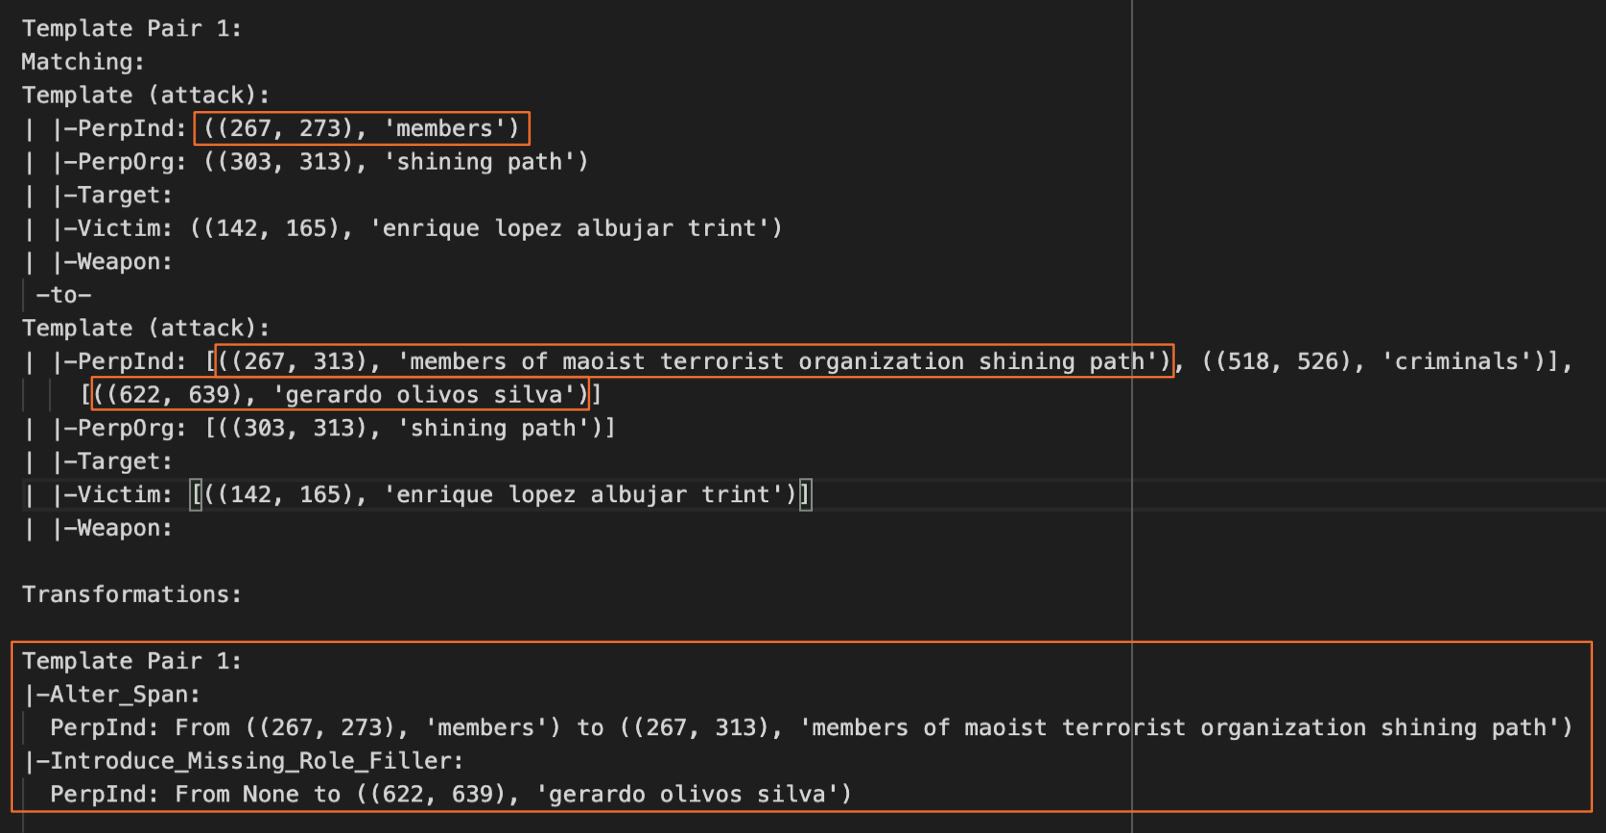 Template Pair 1:
Matching:
Template (attack):
| |-PerpInd: ((267, 273), 'members')
| |-PerpOrg: ((303, 313), 'shining path')
| |-Target:
| |-Victim: ((142, 165), 'enrique lopez albujar trint')
| |-Weapon:
-to-
Template (attack):
| |-PerpInd: [((267, 313), 'members of maoist terrorist organization shining path'), ((518, 526), 'criminals')],
[((622, 639), 'gerardo olivos silva')]
| |-PerpOrg: [((303, 313), 'shining path')]
| |-Target:
| |-Victim: [((142, 165), 'enrique lopez albujar trint')]
| |-Weapon:
Transformations:
Template Pair 1:
|-Alter_Span:
PerpInd: From ((267, 273), 'members') to ((267, 313), 'members of maoist terrorist organization shining path')
|-Introduce_Missing_Role_Filler:
PerpInd: From None to ((622, 639), 'gerardo olivos silva')